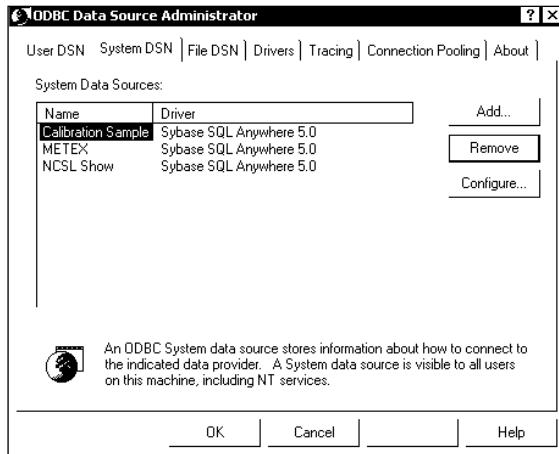 ODBC Data Source Administrator
User DSN System DSN File DSN Drivers Tracing Connection Pooling About
System Data Sources:
Name Driver
Calibration Sample Sybase SQL Anywhere 5.0
METEX Sybase SQL Anywhere 5.0
NCSL Show Sybase SQL Anywhere 5.0
Add...
Remove
Configure...
An ODBC System data source stores information about how to connect to
the indicated data provider. A System data source is visible to all users
on this machine, including NT services.
OK Cancel Help